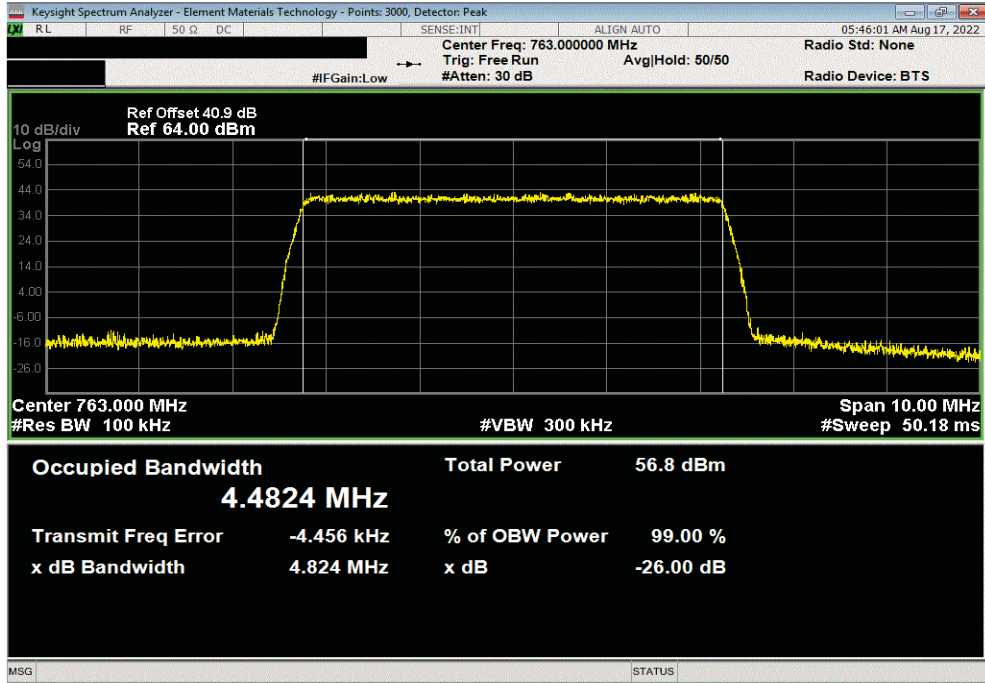 Keysight Spectrum Analyzer - Element Materials Technology - Points: 3000, Detector: Peak
LXI RL RF 50 Ω DC SENSE:INT ALIGN AUTO 05:46:01 AM Aug 17, 2022
Center Freq: 763.000000 MHz Radio Std: None
Trig: Free Run Avg|Hold: 50/50
#IFGain:Low #Atten: 30 dB Radio Device: BTS
Ref Offset 40.9 dB
10 dB/div Ref 64.00 dBm
Log
54.0
44.0
34.0
24.0
14.0
4.00
-6.00
-16.0
-26.0
Center 763.000 MHz Span 10.00 MHz
#Res BW 100 kHz #VBW 300 kHz #Sweep 50.18 ms
Occupied Bandwidth Total Power 56.8 dBm
4.4824 MHz
Transmit Freq Error -4.456 kHz % of OBW Power 99.00 %
x dB Bandwidth 4.824 MHz x dB -26.00 dB
MSG STATUS